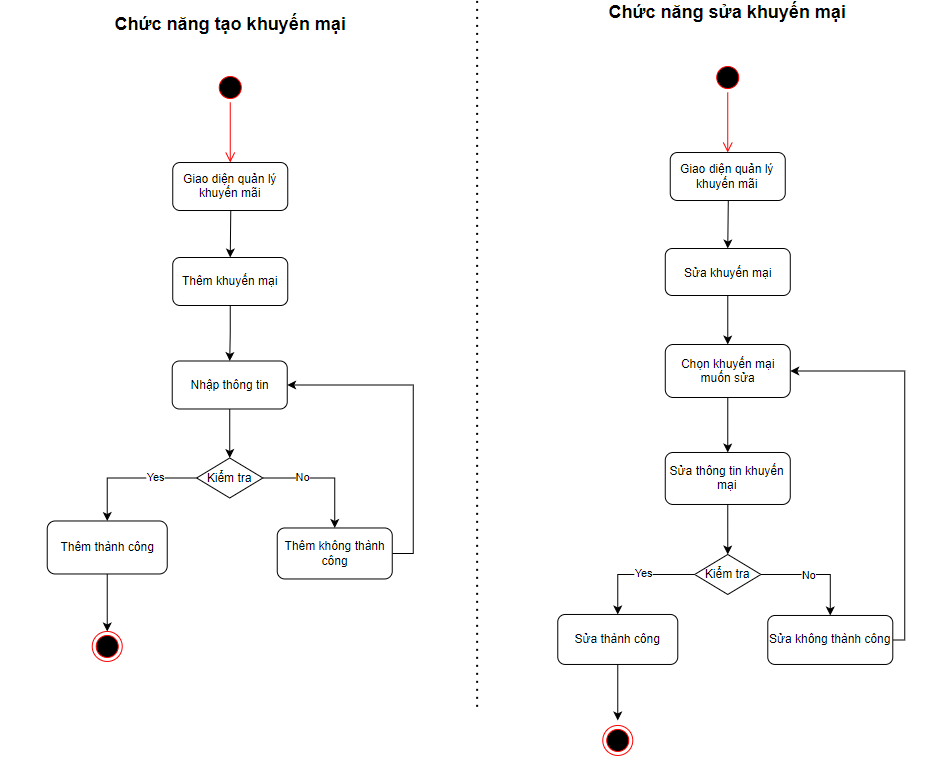 Chức năng tạo khuyến mại
Giao diện quản lý
khuyến mãi
Thêm khuyến mại
Nhập thông tin
Kiểm tra
Yes
No
Thêm thành công
Thêm không thành
công
Chức năng sửa khuyến mại
Giao diện quản lý
khuyến mãi
Sửa khuyến mại
Chọn khuyến mại
muốn sửa
Sửa thông tin khuyến
mại
Kiểm tra
Yes
No
Sửa thành công
Sửa không thành công